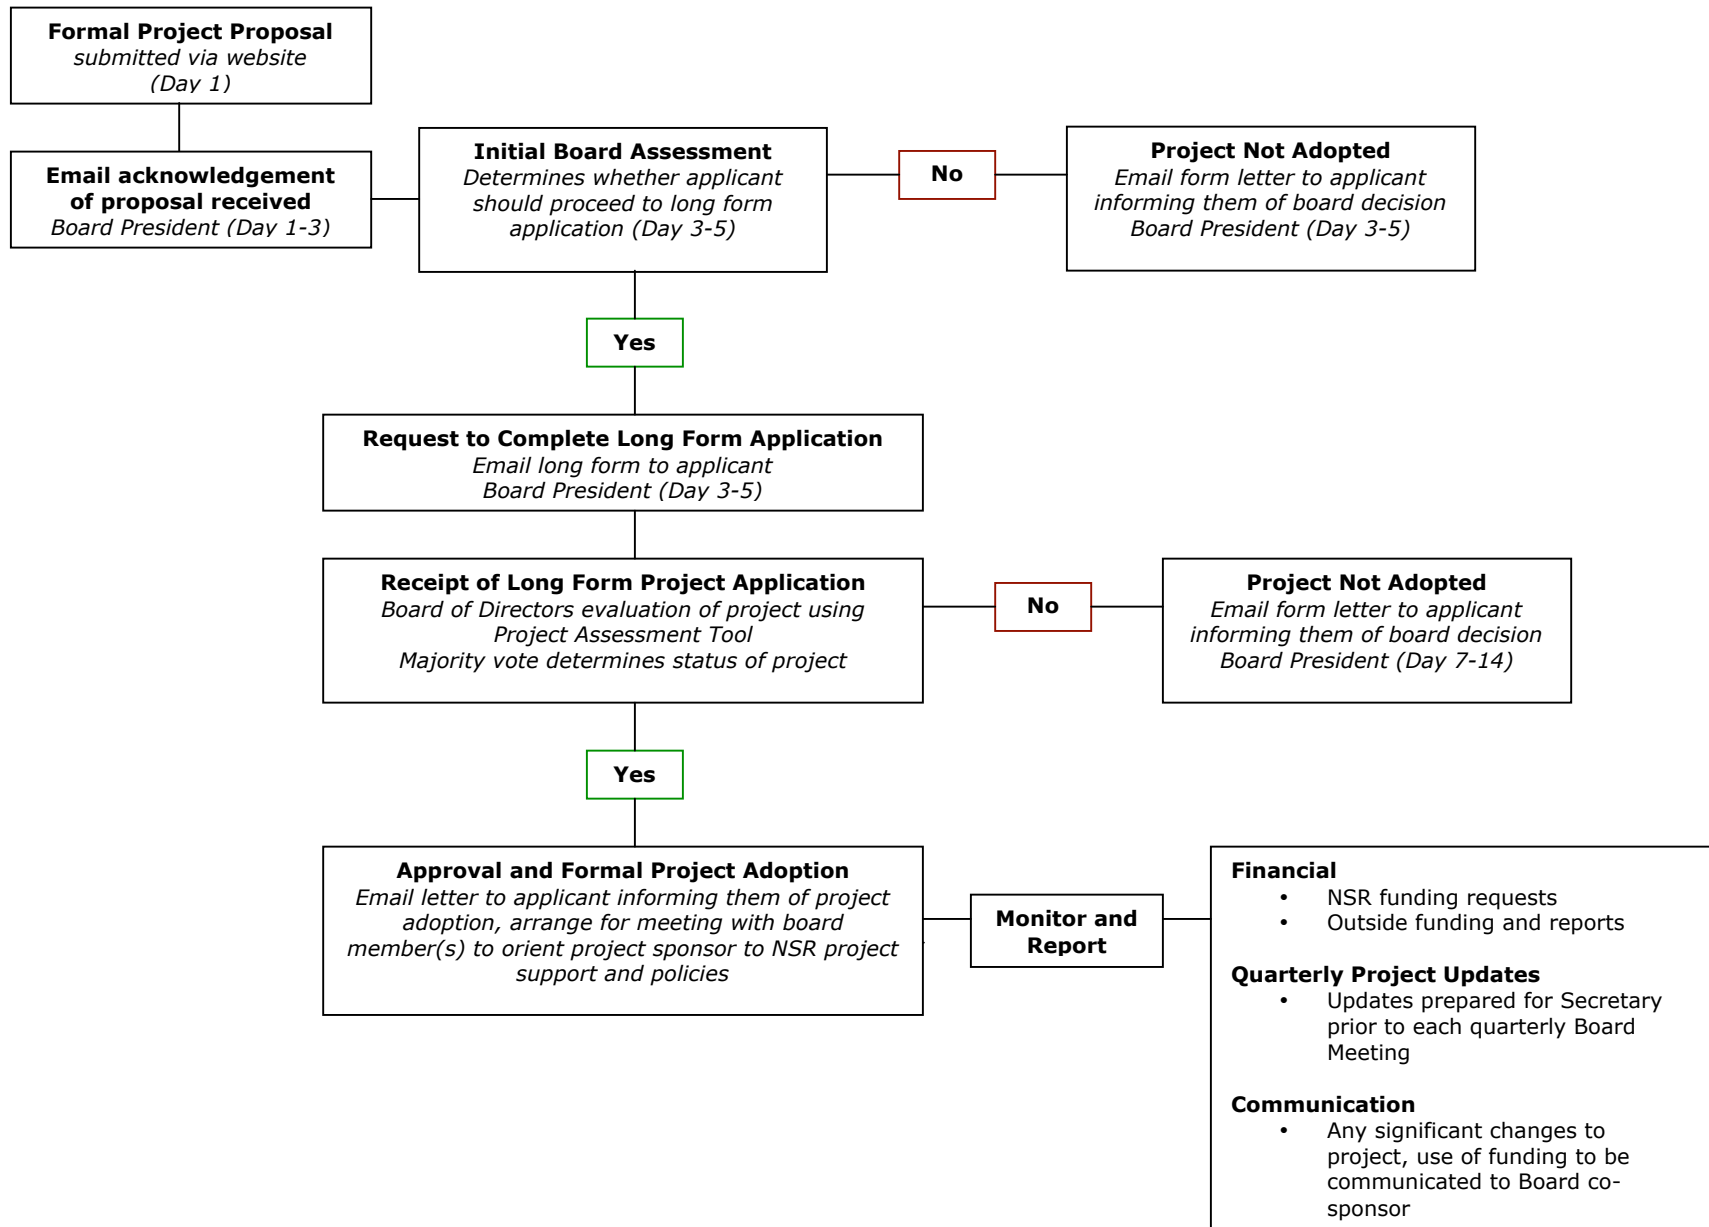 Formal Project Proposal
submitted via website
(Day 1)
Email acknowledgement
of proposal received
Board President (Day 1-3)
Initial Board Assessment
Determines whether applicant
should proceed to long form
application (Day 3-5)
No
Project Not Adopted
Email form letter to applicant
informing them of board decision
Board President (Day 3-5)
Yes
Request to Complete Long Form Application
Email long form to applicant
Board President (Day 3-5)
Receipt of Long Form Project Application
Board of Directors evaluation of project using
Project Assessment Tool
Majority vote determines status of project
No
Project Not Adopted
Email form letter to applicant
informing them of board decision
Board President (Day 7-14)
Yes
Approval and Formal Project Adoption
Email letter to applicant informing them of project
adoption, arrange for meeting with board
member(s) to orient project sponsor to NSR project
support and policies
Monitor and
Report
Financial
• NSR funding requests
• Outside funding and reports
Quarterly Project Updates
• Updates prepared for Secretary
prior to each quarterly Board
Meeting
Communication
• Any significant changes to
project, use of funding to be
communicated to Board co-
sponsor